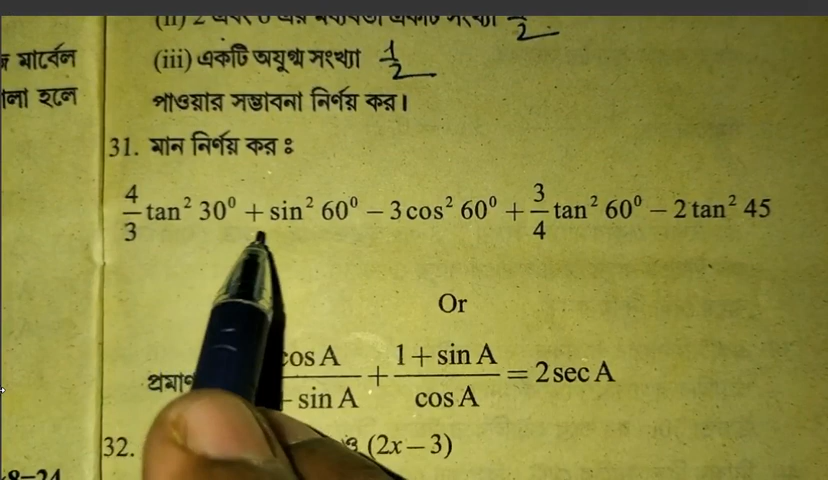 (iii) একটি অযুগ্ম সংখ্যা 1/2
মার্বেল
পাওয়ার সম্ভাবনা নির্ণয় কর।
হলে
31. মান নির্ণয় কর ঃ
4/3 tan² 30⁰ + sin² 60⁰ − 3 cos² 60⁰ + 3/4 tan² 60⁰ − 2 tan² 45
Or
cos A / sin A + 1 + sin A / cos A = 2 sec A
32. (2x − 3)